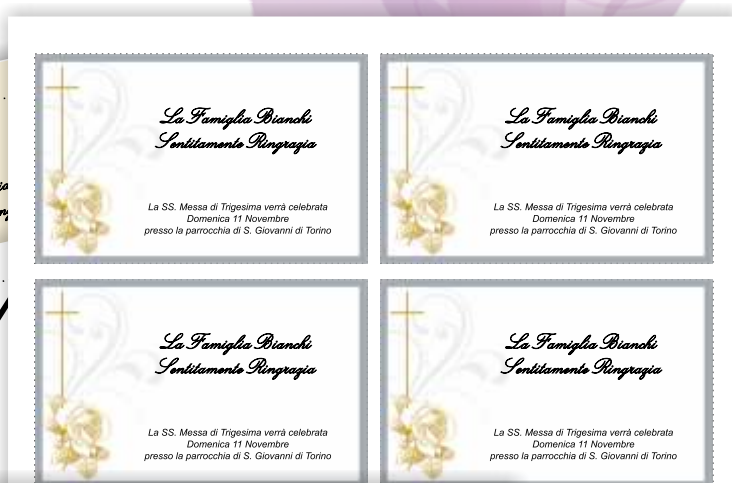 La Famiglia Bianchi
Sentitamente Ringrazia
La SS. Messa di Trigesima verrà celebrata
Domenica 11 Novembre
presso la parrocchia di S. Giovanni di Torino
La Famiglia Bianchi
Sentitamente Ringrazia
La SS. Messa di Trigesima verrà celebrata
Domenica 11 Novembre
presso la parrocchia di S. Giovanni di Torino
La Famiglia Bianchi
Sentitamente Ringrazia
La SS. Messa di Trigesima verrà celebrata
Domenica 11 Novembre
presso la parrocchia di S. Giovanni di Torino
La Famiglia Bianchi
Sentitamente Ringrazia
La SS. Messa di Trigesima verrà celebrata
Domenica 11 Novembre
presso la parrocchia di S. Giovanni di Torino